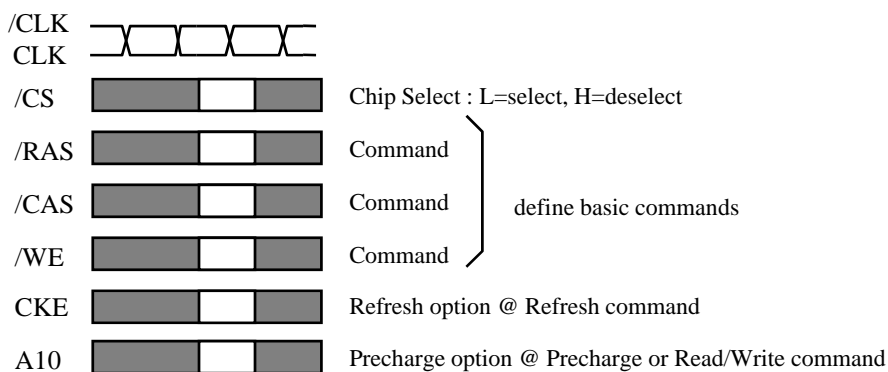 /CLK
CLK
/CS Chip Select : L=select, H=deselect
/RAS Command
/CAS Command
define basic commands
/WE Command
CKE Refresh option @ Refresh command
A10 Precharge option @ Precharge or Read/Write command